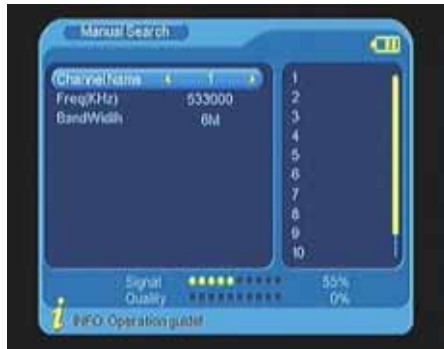 Manual Search
Channel Name 1
Freq(KHz) 533000
BandWidth 6M
1
2
3
4
5
6
7
8
9
10
Signal 55%
Quality 0%
INFO: Operation guide!